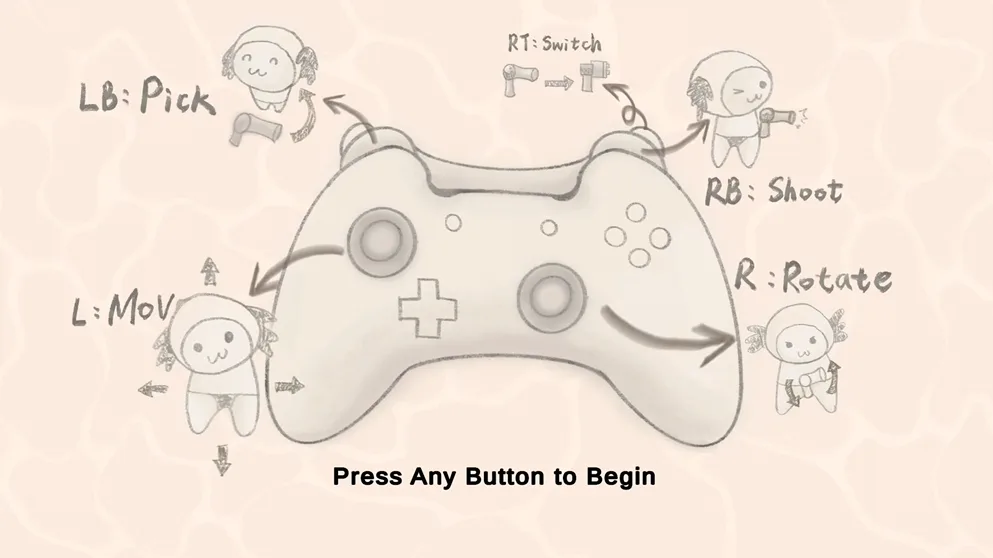 RT: Switch
LB: Pick
RB: Shoot
R: Rotate
L: Mov
Press Any Button to Begin